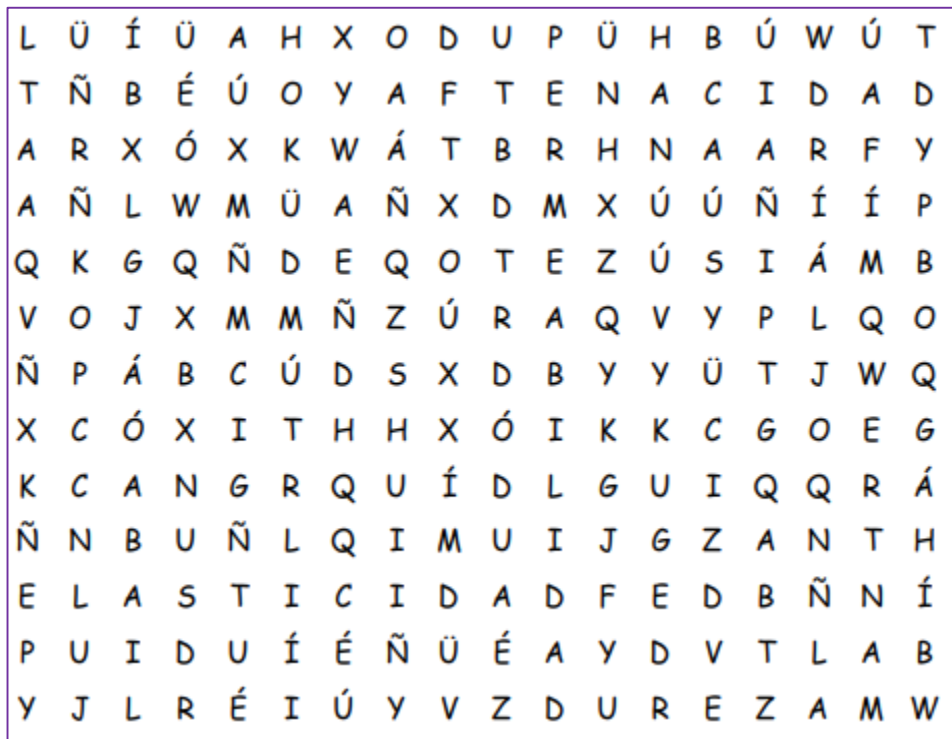 L Ü Í Ü A H X O D U P Ü H B Ú W Ú T
T Ñ B É Ú O Y A F T E N A C I D A D
A R X Ó X K W Á T B R H N A A R F Y
A Ñ L W M Ü A Ñ X D M X Ú Ú Ñ Í Í P
Q K G Q Ñ D E Q O T E Z Ú S I Á M B
V O J X M M Ñ Z Ú R A Q V Y P L Q O
Ñ P Á B C Ú D S X D B Y Y Ü T J W Q
X C Ó X I T H H X Ó I K K C G O E G
K C A N G R Q U Í D L G U I Q Q R Á
Ñ N B U Ñ L Q I M U I J G Z A N T H
E L A S T I C I D A D F E D B Ñ N Í
P U I D U Í É Ñ Ü É A Y D V T L A B
Y J L R É I Ú Y V Z D U R E Z A M W